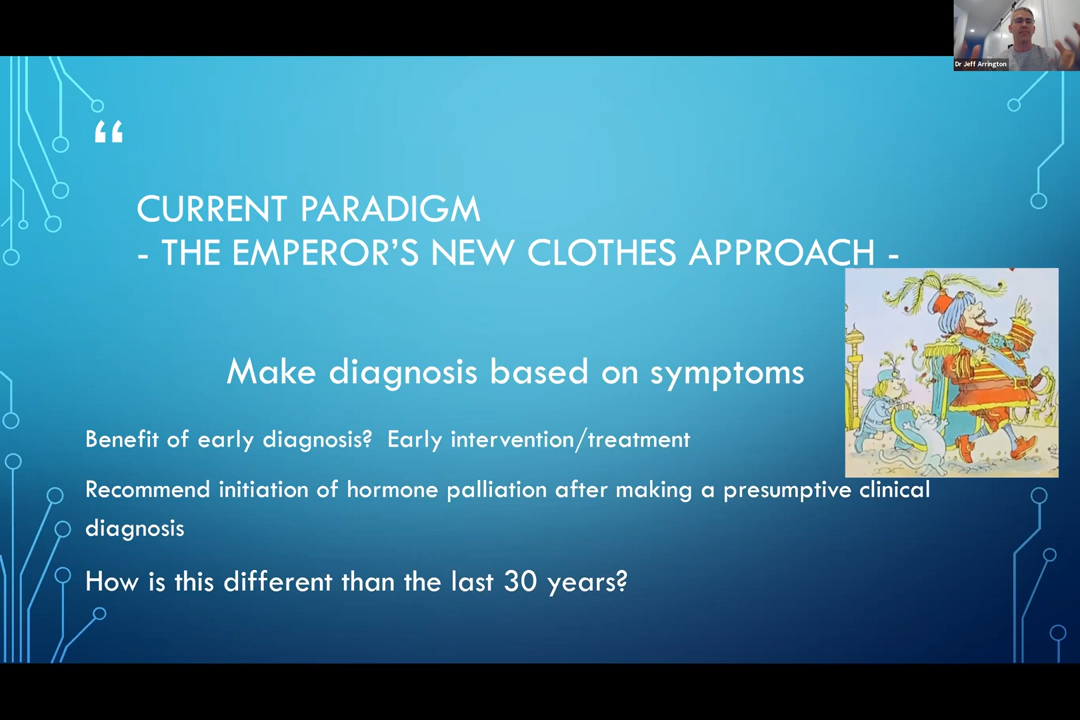 Dr Jeff Arrington
“
CURRENT PARADIGM
- THE EMPEROR’S NEW CLOTHES APPROACH -
Make diagnosis based on symptoms
Benefit of early diagnosis?  Early intervention/treatment
Recommend initiation of hormone palliation after making a presumptive clinical
diagnosis
How is this different than the last 30 years?